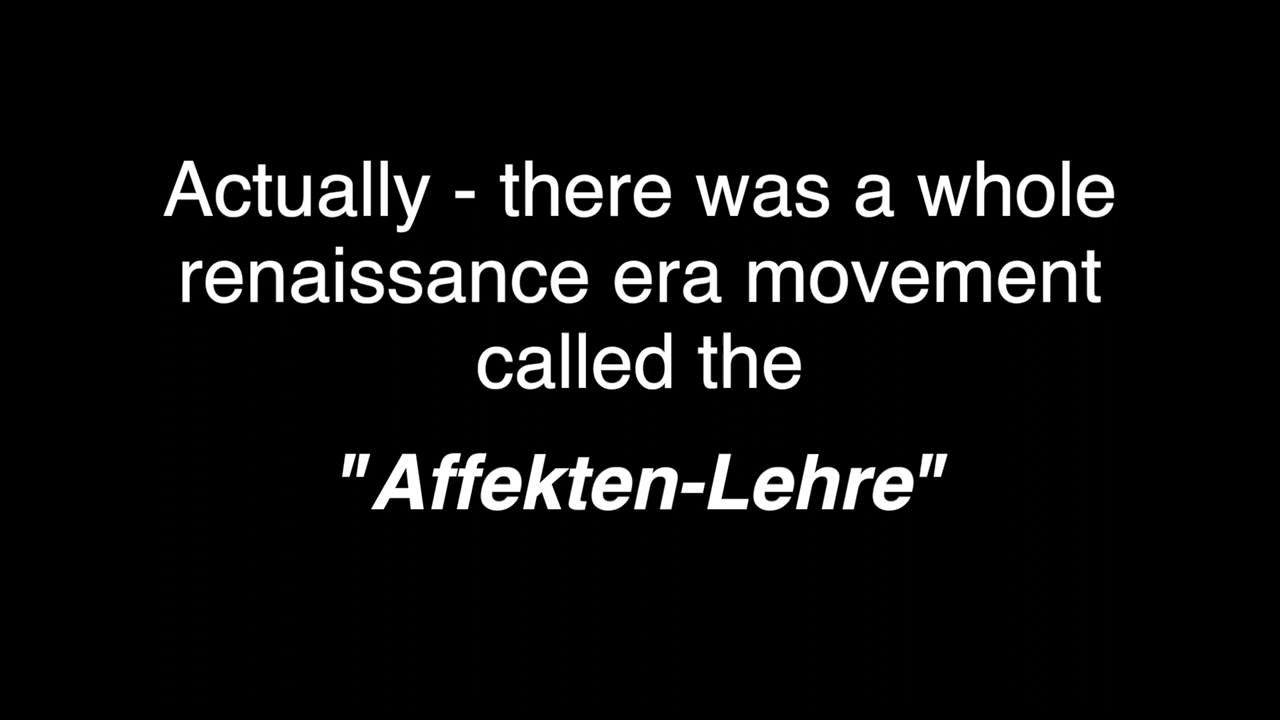 Actually - there was a whole
renaissance era movement
called the
"Affekten-Lehre"